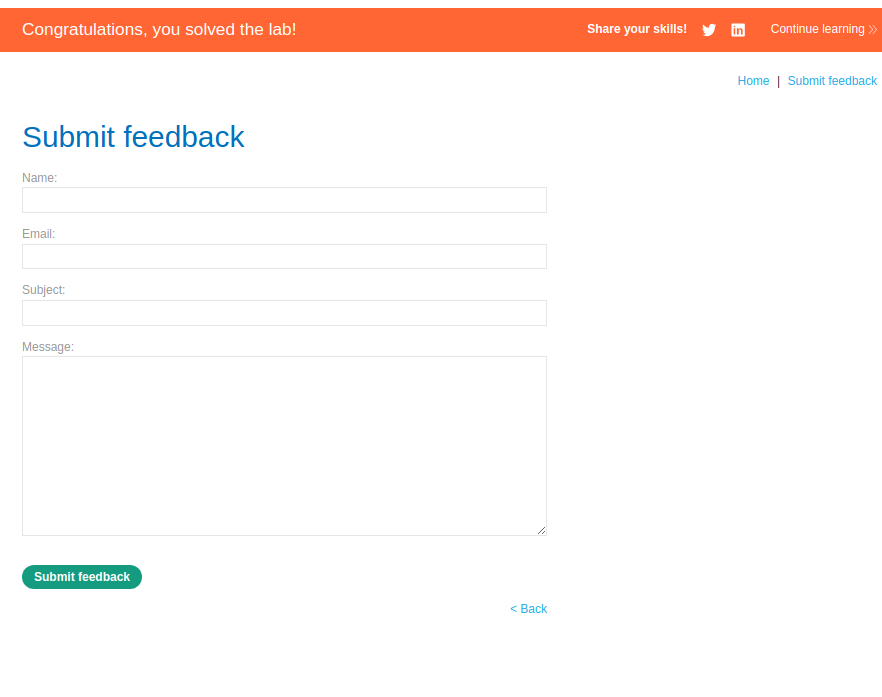 Congratulations, you solved the lab!
Share your skills!
Continue learning
Home | Submit feedback
Submit feedback
Name:
Email:
Subject:
Message:
Submit feedback
< Back